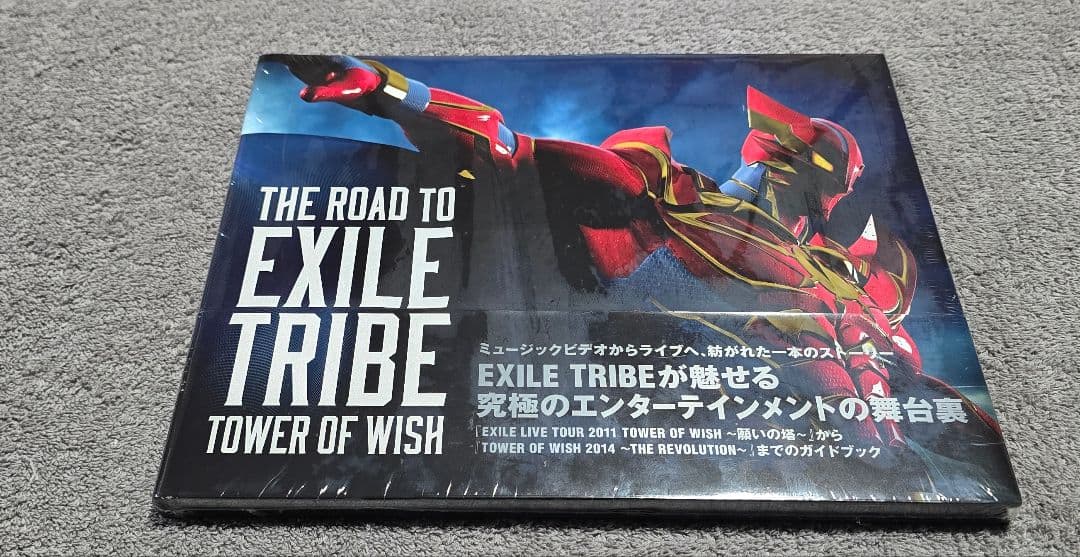 THE ROAD TO
EXILE
TRIBE
TOWER OF WISH
ミュージックビデオからライブへ、紡がれた一本のストーリー
EXILE TRIBEが魅せる
究極のエンターテインメントの舞台裏
『EXILE LIVE TOUR 2011 TOWER OF WISH ～願いの塔～』から
『TOWER OF WISH 2014 ～THE REVOLUTION～』までのガイドブック